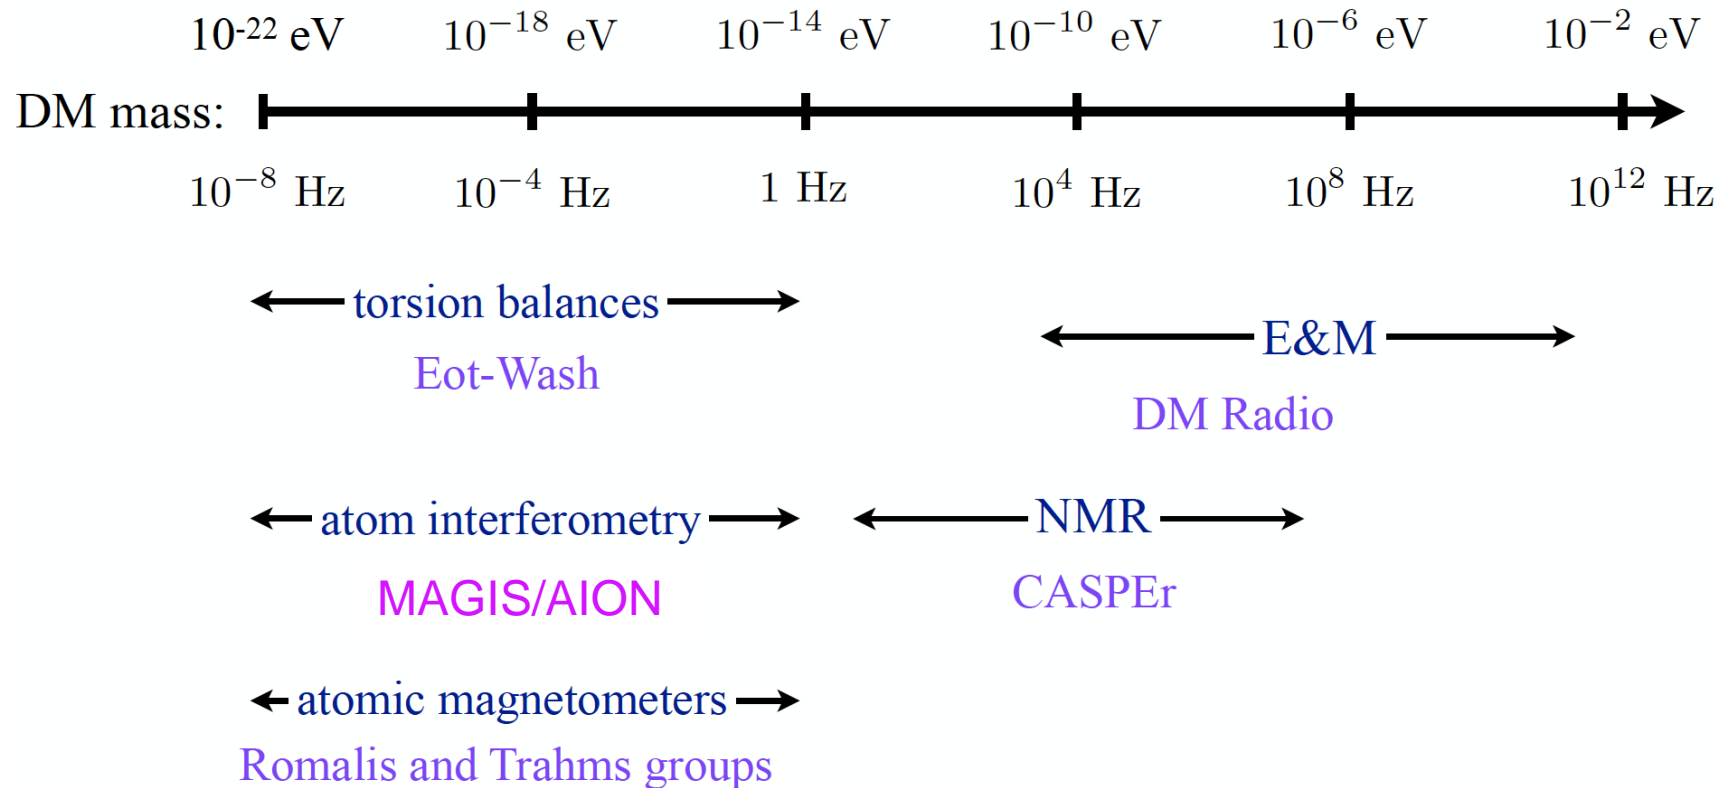 10⁻²² eV 10⁻¹⁸ eV 10⁻¹⁴ eV 10⁻¹⁰ eV 10⁻⁶ eV 10⁻² eV
DM mass:
10⁻⁸ Hz 10⁻⁴ Hz 1 Hz 10⁴ Hz 10⁸ Hz 10¹² Hz
torsion balances
Eot-Wash
E&M
DM Radio
atom interferometry
MAGIS/AION
NMR
CASPEr
atomic magnetometers
Romalis and Trahms groups